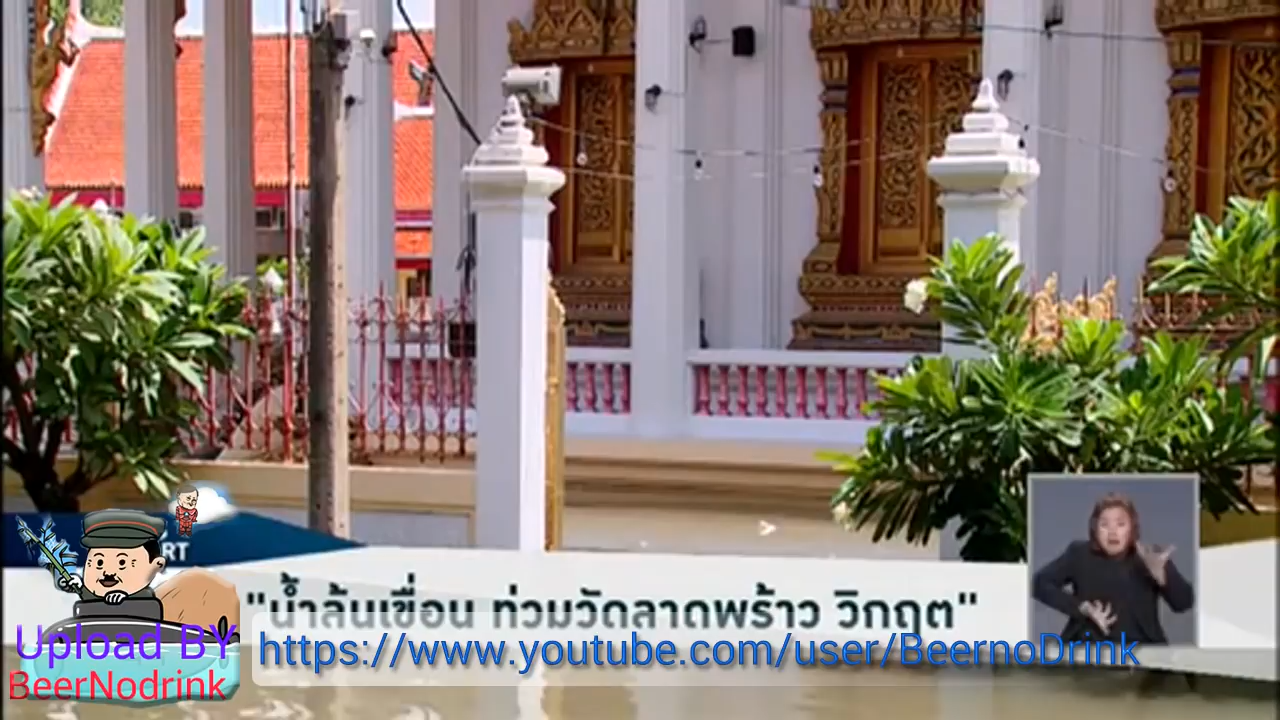 RT
"น้ำล้นเขื่อน ท่วมวัดลาดพร้าว วิกฤต"
Upload BY
https://www.youtube.com/user/BeernoDrink
BeerNodrink